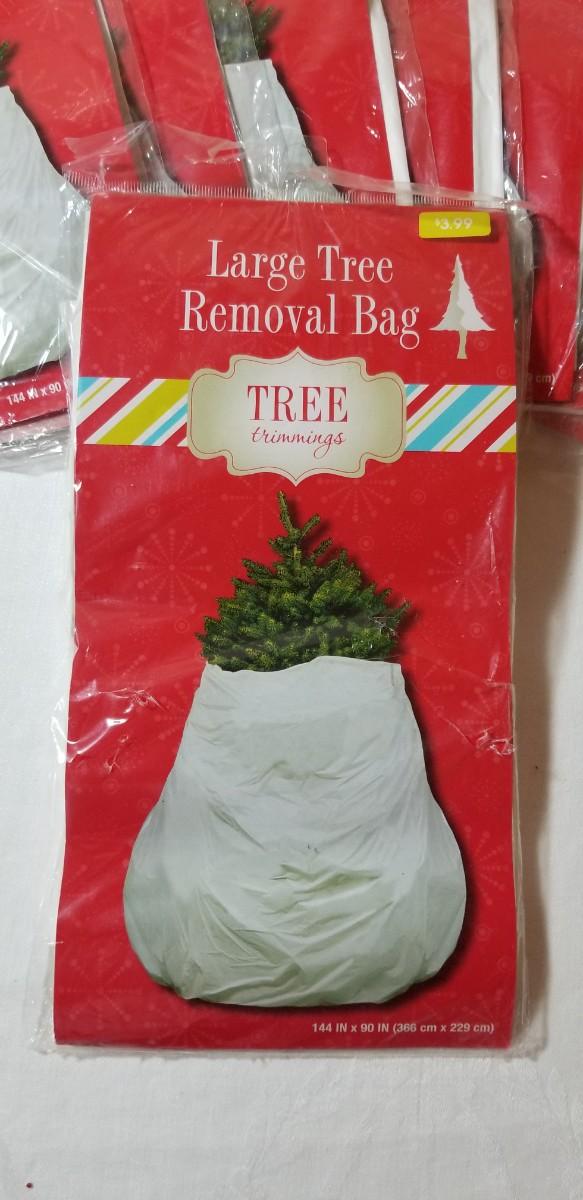 $3.99
Large Tree
Removal Bag
TREE
trimmings
144 IN x 90
cm)
144 IN x 90 IN (366 cm x 229 cm)